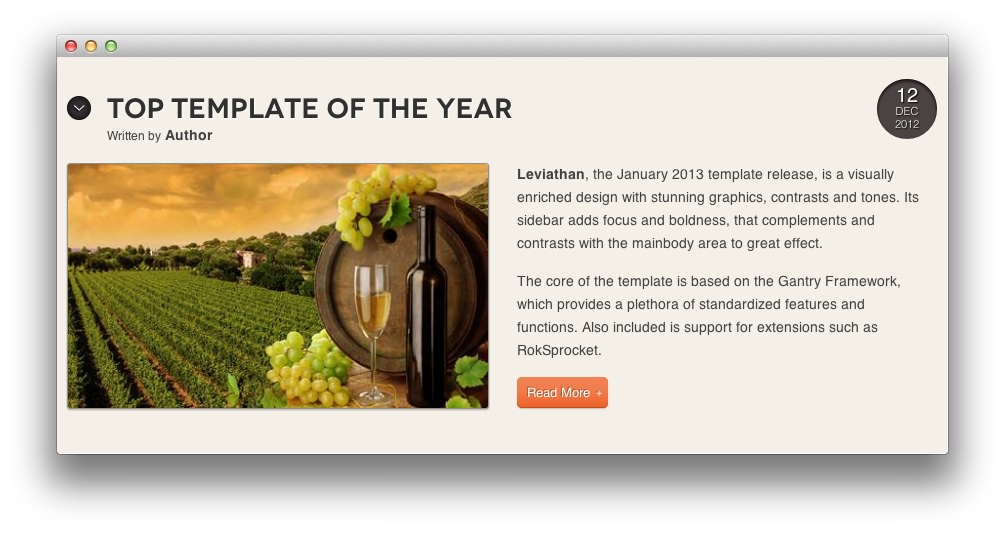 TOP TEMPLATE OF THE YEAR
Written by Author
12
DEC
2012
Leviathan, the January 2013 template release, is a visually
enriched design with stunning graphics, contrasts and tones. Its
sidebar adds focus and boldness, that complements and
contrasts with the mainbody area to great effect.
The core of the template is based on the Gantry Framework,
which provides a plethora of standardized features and
functions. Also included is support for extensions such as
RokSprocket.
Read More +